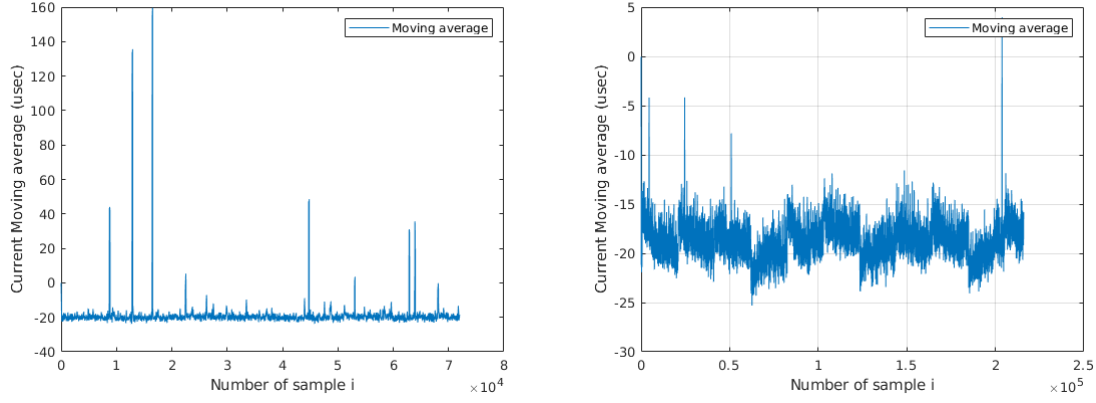 Moving average
160
140
120
100
80
60
40
20
0
-20
-40
Current Moving average (usec)
0 1 2 3 4 5 6 7 8
×10^4
Number of sample i
Moving average
5
0
-5
-10
-15
-20
-25
-30
Current Moving average (usec)
0 0.5 1 1.5 2 2.5
×10^5
Number of sample i